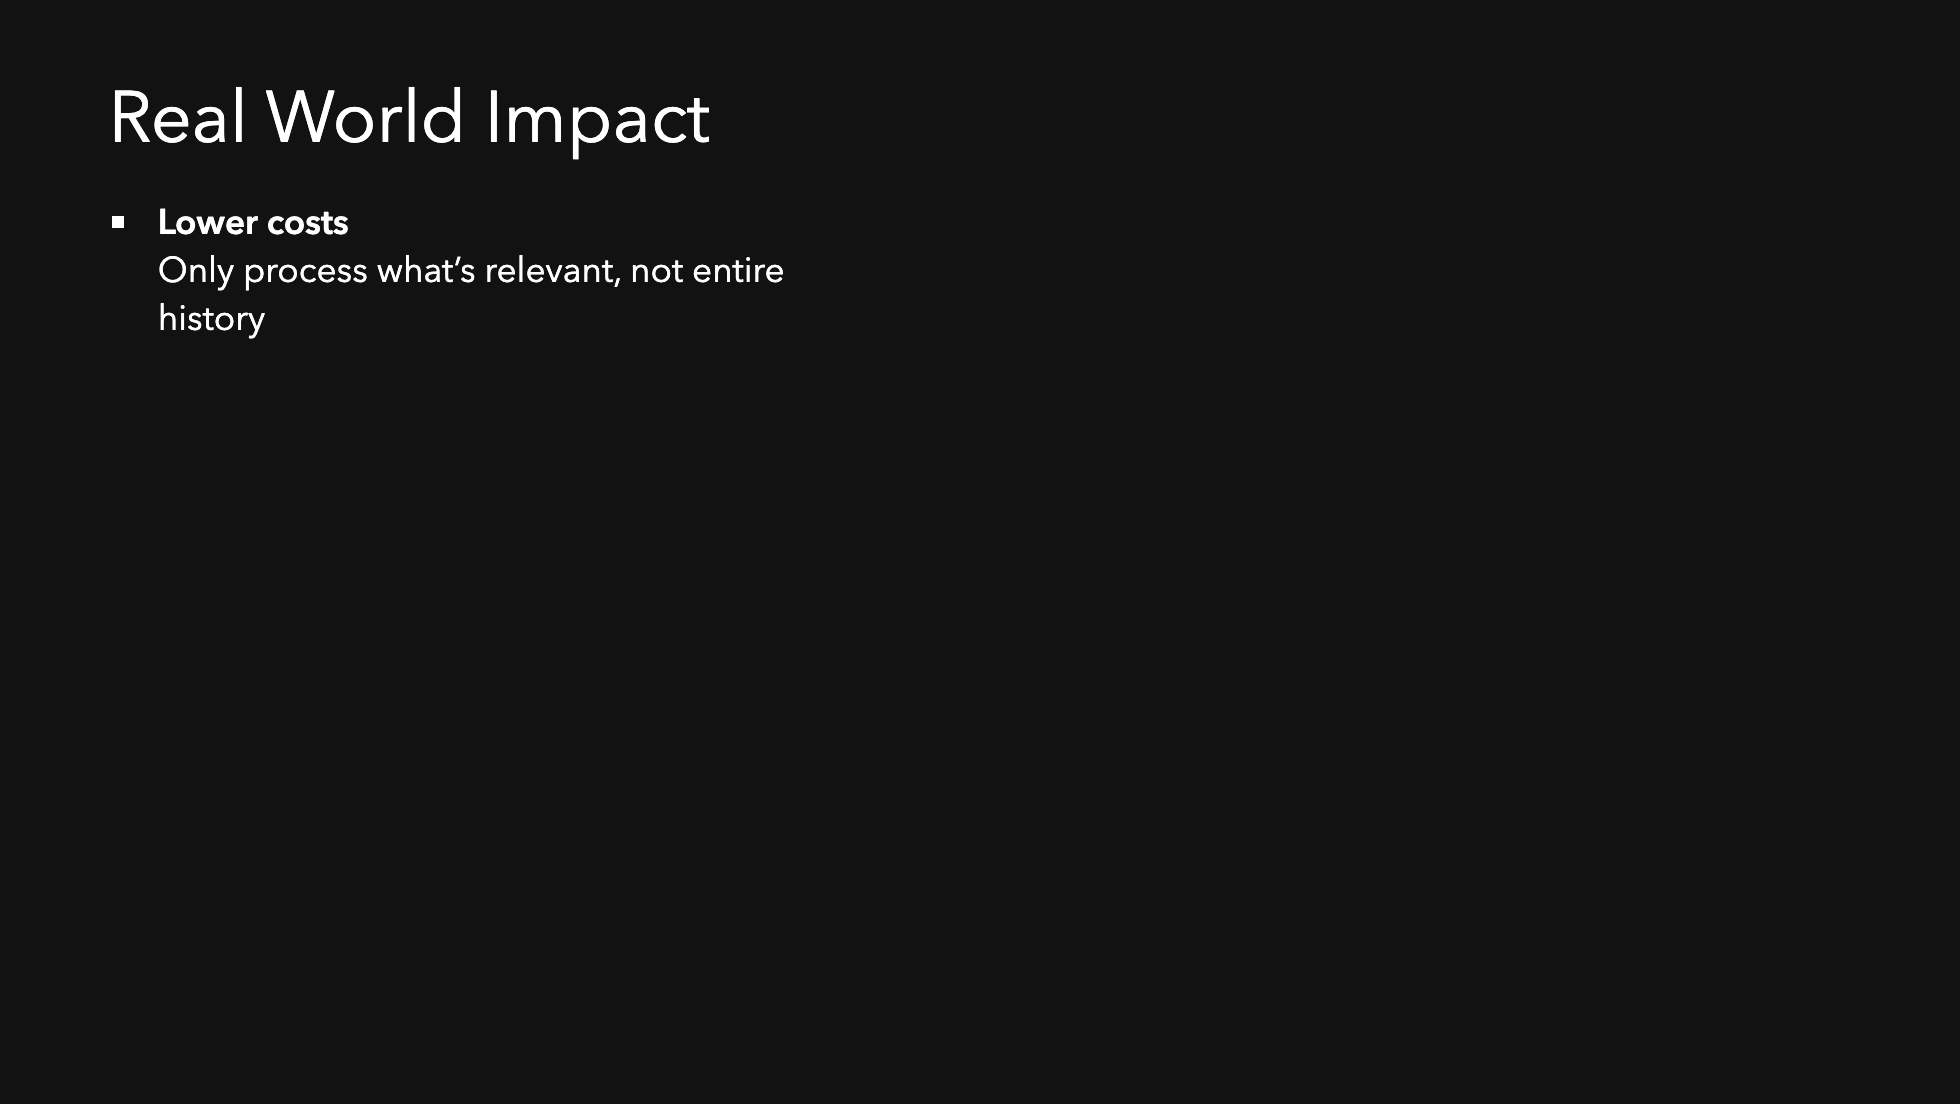 Real World Impact
Lower costs
Only process what’s relevant, not entire
history